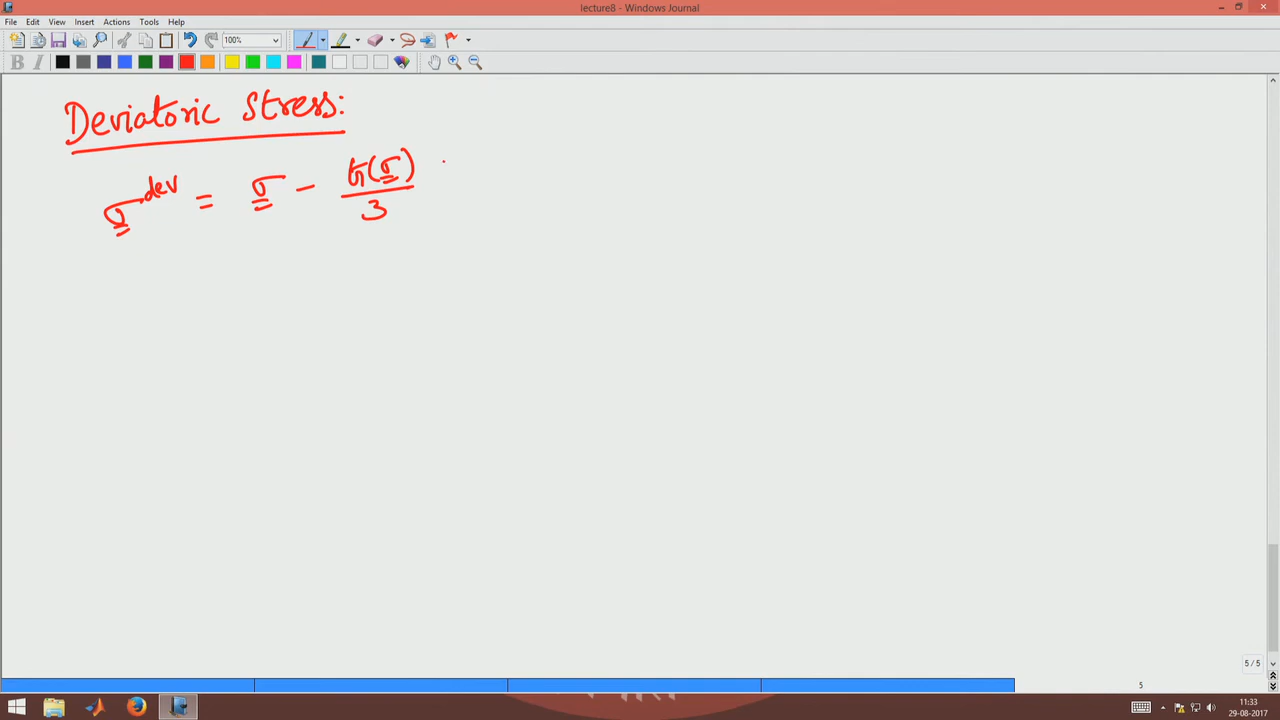 lecture8 - Windows Journal
File Edit View Insert Actions Tools Help
100%
B I
Deviatoric Stress:
σ^dev = σ - tr(σ)/3
5 / 5
5
11:33
29-08-2017